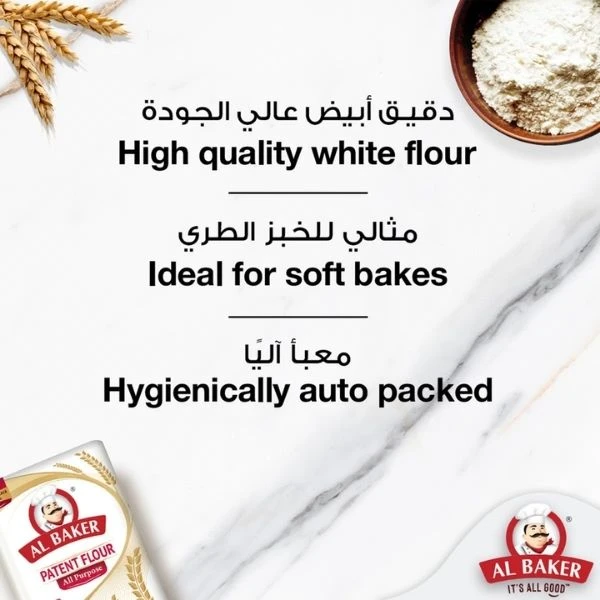 دقيق أبيض عالي الجودة
High quality white flour
مثالي للخبز الطري
Ideal for soft bakes
معبأ آليًا
Hygienically auto packed
®
AL BAKER
PATENT FLOUR
All Purpose
®
AL BAKER
IT'S ALL GOOD™